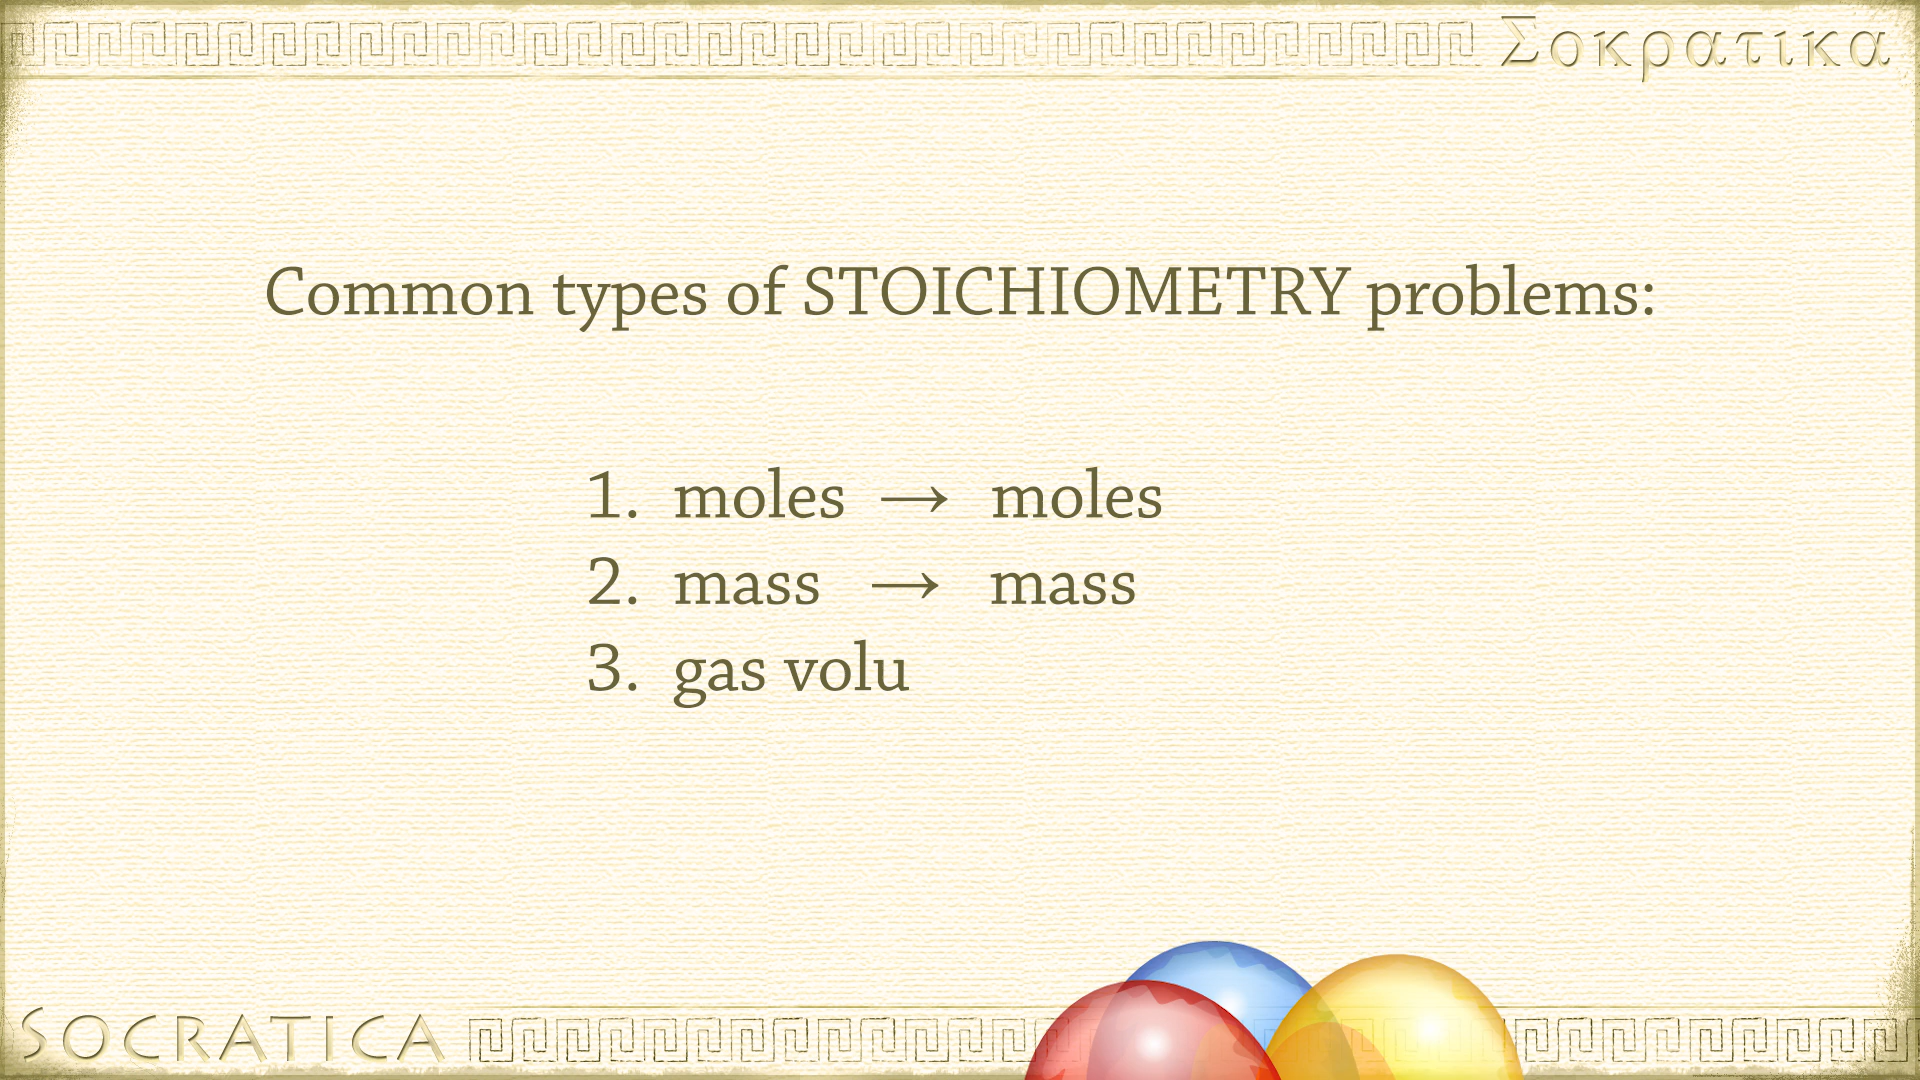 Σοκρατικα
Common types of STOICHIOMETRY problems:
1. moles → moles
2. mass → mass
3. gas volu
SOCRATICA